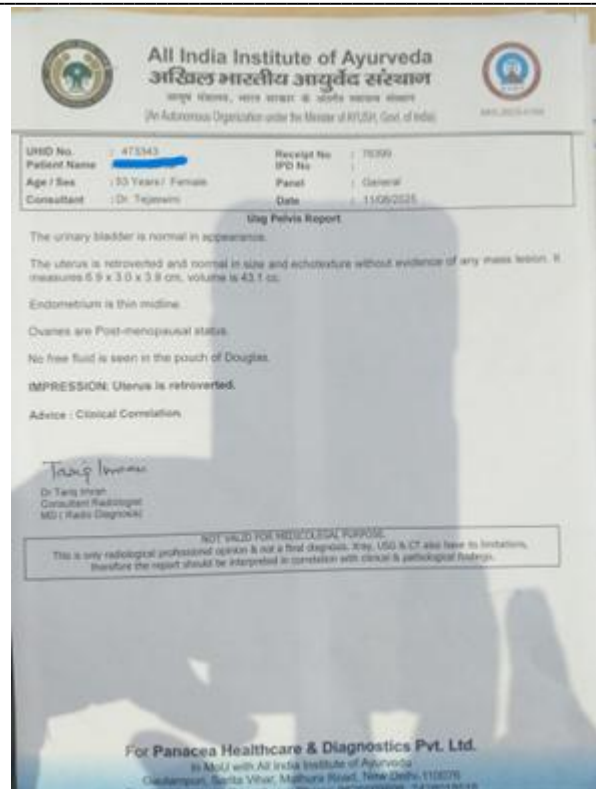 All India Institute of Ayurveda
अखिल भारतीय आयुर्वेद संस्थान
(An Autonomous Organization under the Minister of AYUSH, Govt. of India)
UHID No. : 473343 Receipt No : 76399
Patient Name IPD No :
Age / Sex : 53 Years / Female Panel : General
Consultant : Dr. Tejaswini Date : 11/06/2025
Usg Pelvis Report
The urinary bladder is normal in appearance.
The uterus is retroverted and normal in size and echotexture without evidence of any mass lesion. It
measures 6.9 x 3.0 x 3.9 cm, volume is 43.1 cc.
Endometrium is thin midline.
Ovaries are Post-menopausal status.
No free fluid is seen in the pouch of Douglas.
IMPRESSION: Uterus is retroverted.
Advice : Clinical Correlation.
Tariq Imran
Dr Tariq Imran
Consultant Radiologist
MD ( Radio Diagnosis)
NOT VALID FOR MEDICOLEGAL PURPOSE.
This is only radiological professional opinion & not a final diagnosis. Xray, USG & CT also have its limitations,
therefore the report should be interpreted in correlation with clinical & pathological findings.
For Panacea Healthcare & Diagnostics Pvt. Ltd.
In MoU with All India Institute of Ayurveda
Gautampuri, Sarita Vihar, Mathura Road, New Delhi-110076